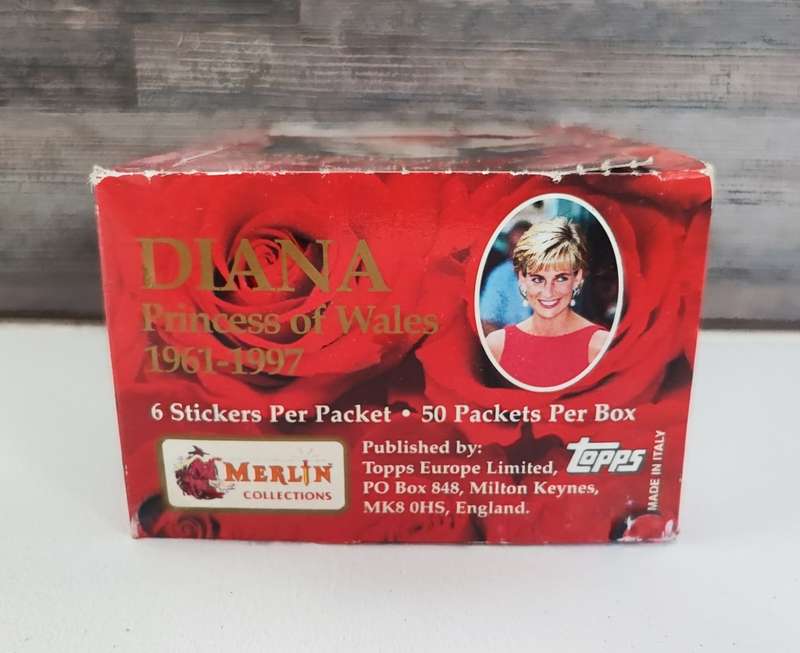 DIANA
Princess of Wales
1961-1997
6 Stickers Per Packet • 50 Packets Per Box
MERLIN
COLLECTIONS
Published by:
Topps Europe Limited,
PO Box 848, Milton Keynes,
MK8 0HS, England.
TOPPS
MADE IN ITALY